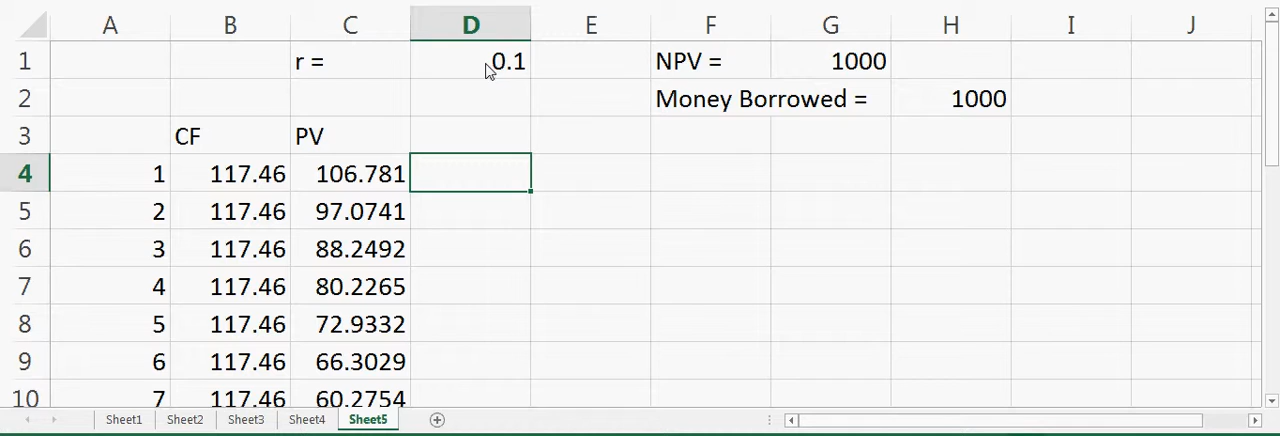 A B C D E F G H I J
1 r = 0.1 NPV = 1000
2 Money Borrowed = 1000
3 CF PV
4 1 117.46 106.781
5 2 117.46 97.0741
6 3 117.46 88.2492
7 4 117.46 80.2265
8 5 117.46 72.9332
9 6 117.46 66.3029
10 7 117.46 60.2754
Sheet1 Sheet2 Sheet3 Sheet4 Sheet5